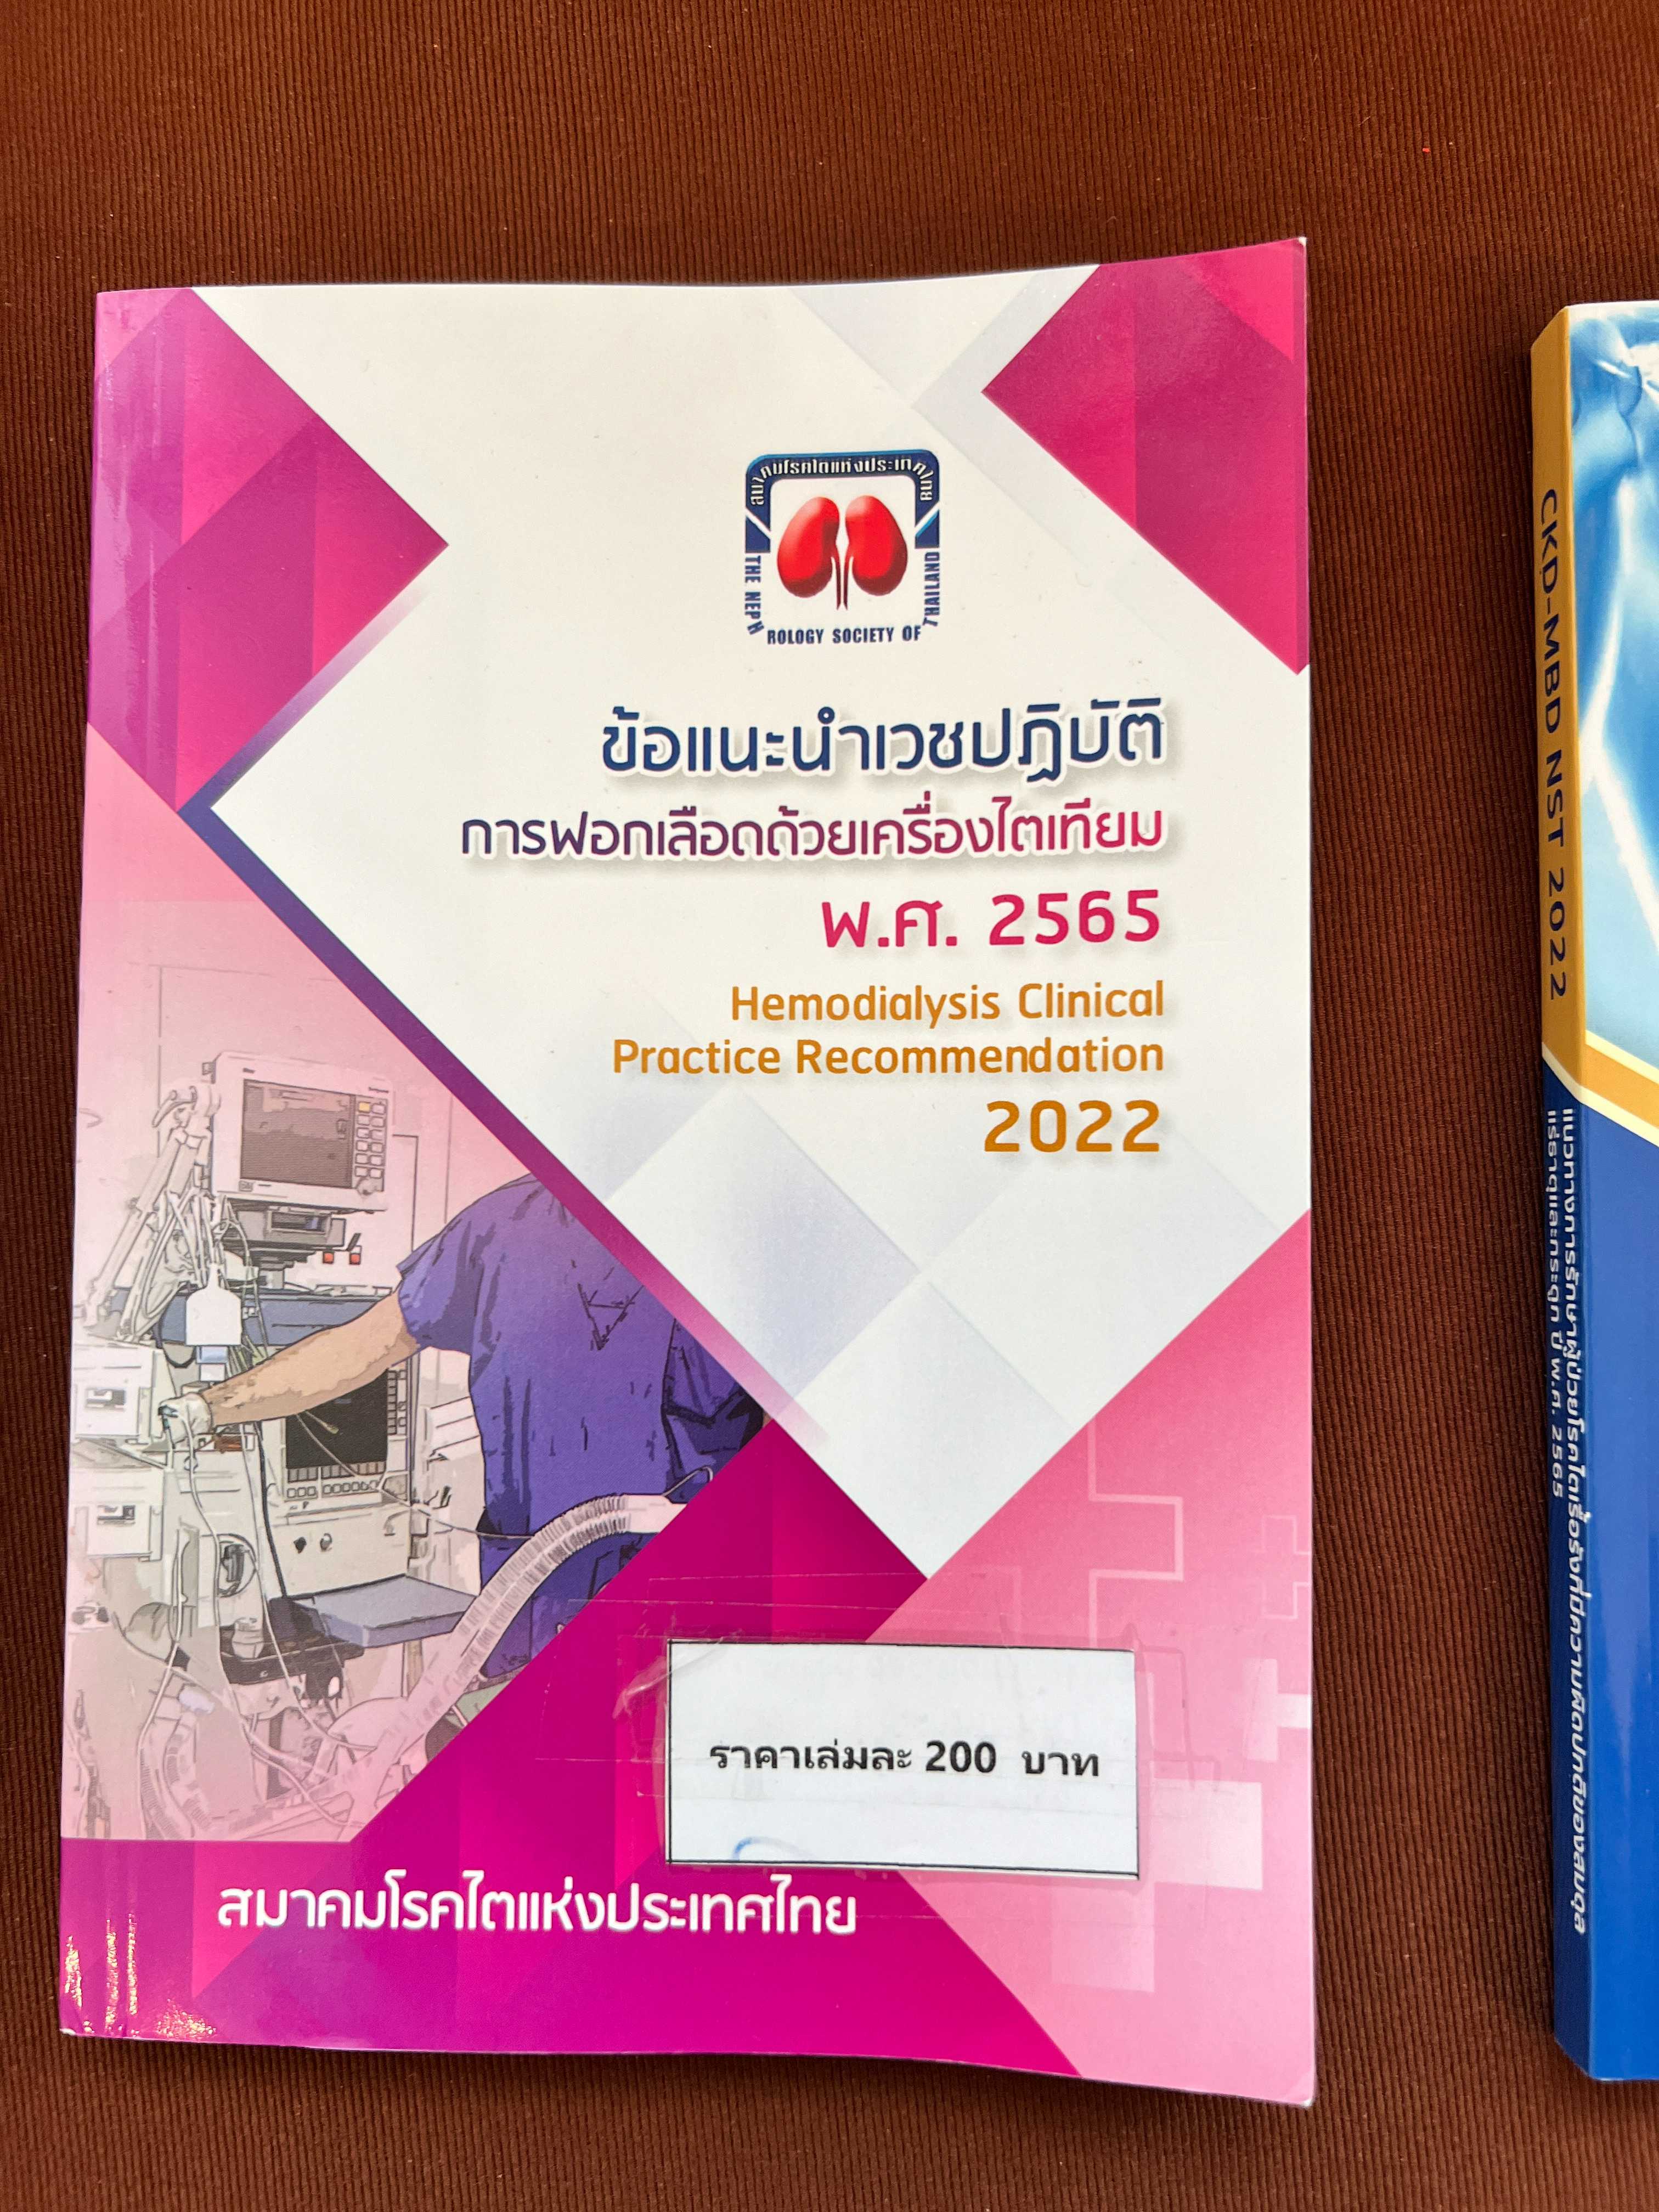 สมาคมโรคไตแห่งประเทศไทย
THE NEPHROLOGY SOCIETY OF THAILAND
ข้อแนะนำเวชปฏิบัติ
การฟอกเลือดด้วยเครื่องไตเทียม
พ.ศ. 2565
Hemodialysis Clinical
Practice Recommendation
2022
ราคาเล่มละ 200 บาท
สมาคมโรคไตแห่งประเทศไทย
CKD-MBD NST 2022
แนวทางการรักษาผู้ป่วยโรคไตเรื้อรังที่มีความผิดปกติของสมดุล
แร่ธาตุและกระดูก ปี พ.ศ. 2565